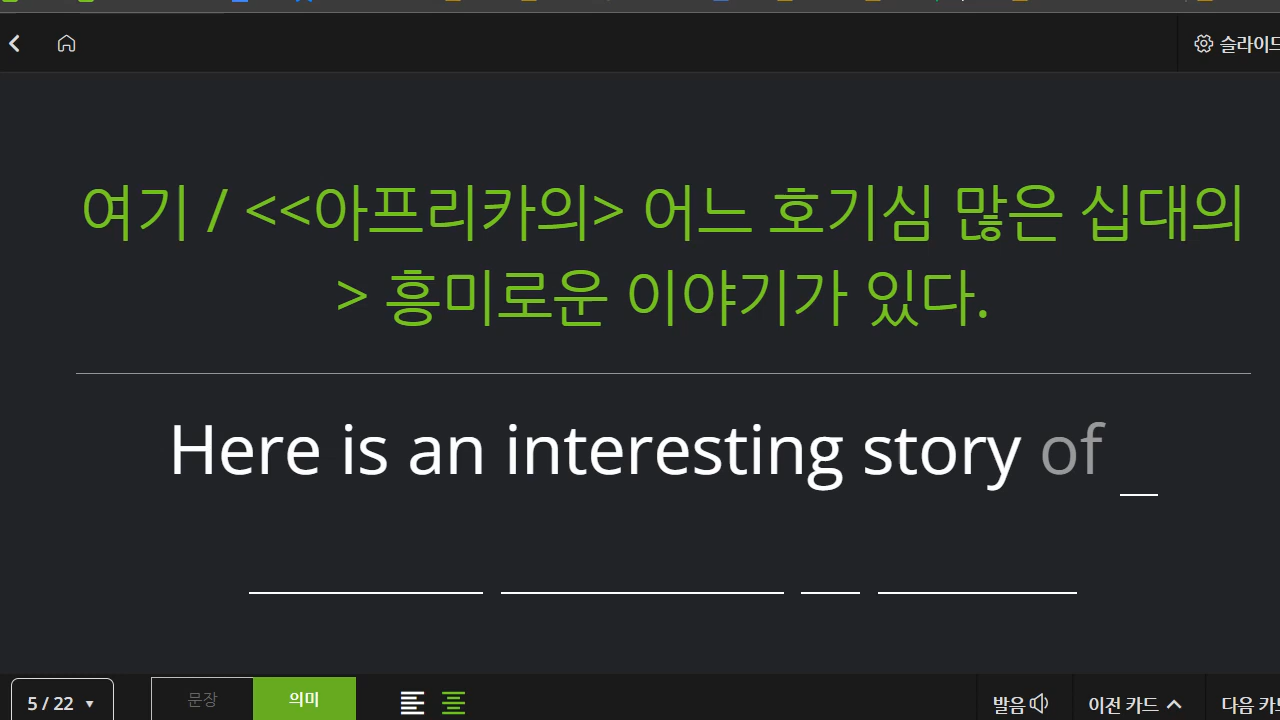 슬라이드
여기 / <<아프리카의> 어느 호기심 많은 십대의
> 흥미로운 이야기가 있다.
Here is an interesting story of
5 / 22 ▼ 문장 의미 발음 이전 카드 다음 카드